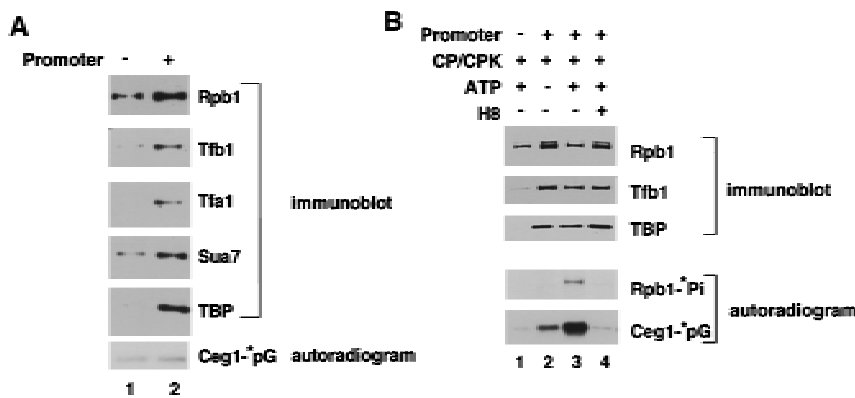 A
Promoter - +
Rpb1
Tfb1
Tfa1
Sua7
TBP
immunoblot
Ceg1-*pG autoradiogram
1 2
B
Promoter - + + +
CP/CPK + + + +
ATP + - + +
H8 - - - +
Rpb1
Tfb1
TBP
immunoblot
Rpb1-*Pi
Ceg1-*pG
autoradiogram
1 2 3 4